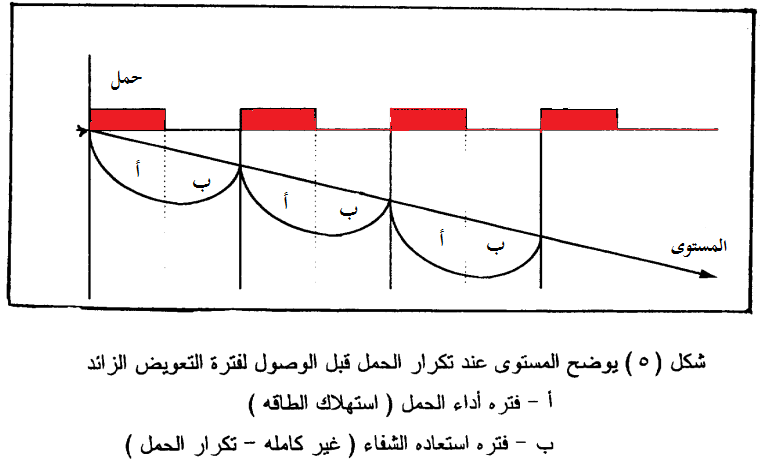 حمل
أ
ب
أ
ب
أ
ب
المستوى
شكل ( ٥ ) يوضح المستوى عند تكرار الحمل قبل الوصول لفترة التعويض الزائد
أ - فتره أداء الحمل ( استهلاك الطاقه )
ب - فتره استعاده الشفاء ( غير كامله - تكرار الحمل )